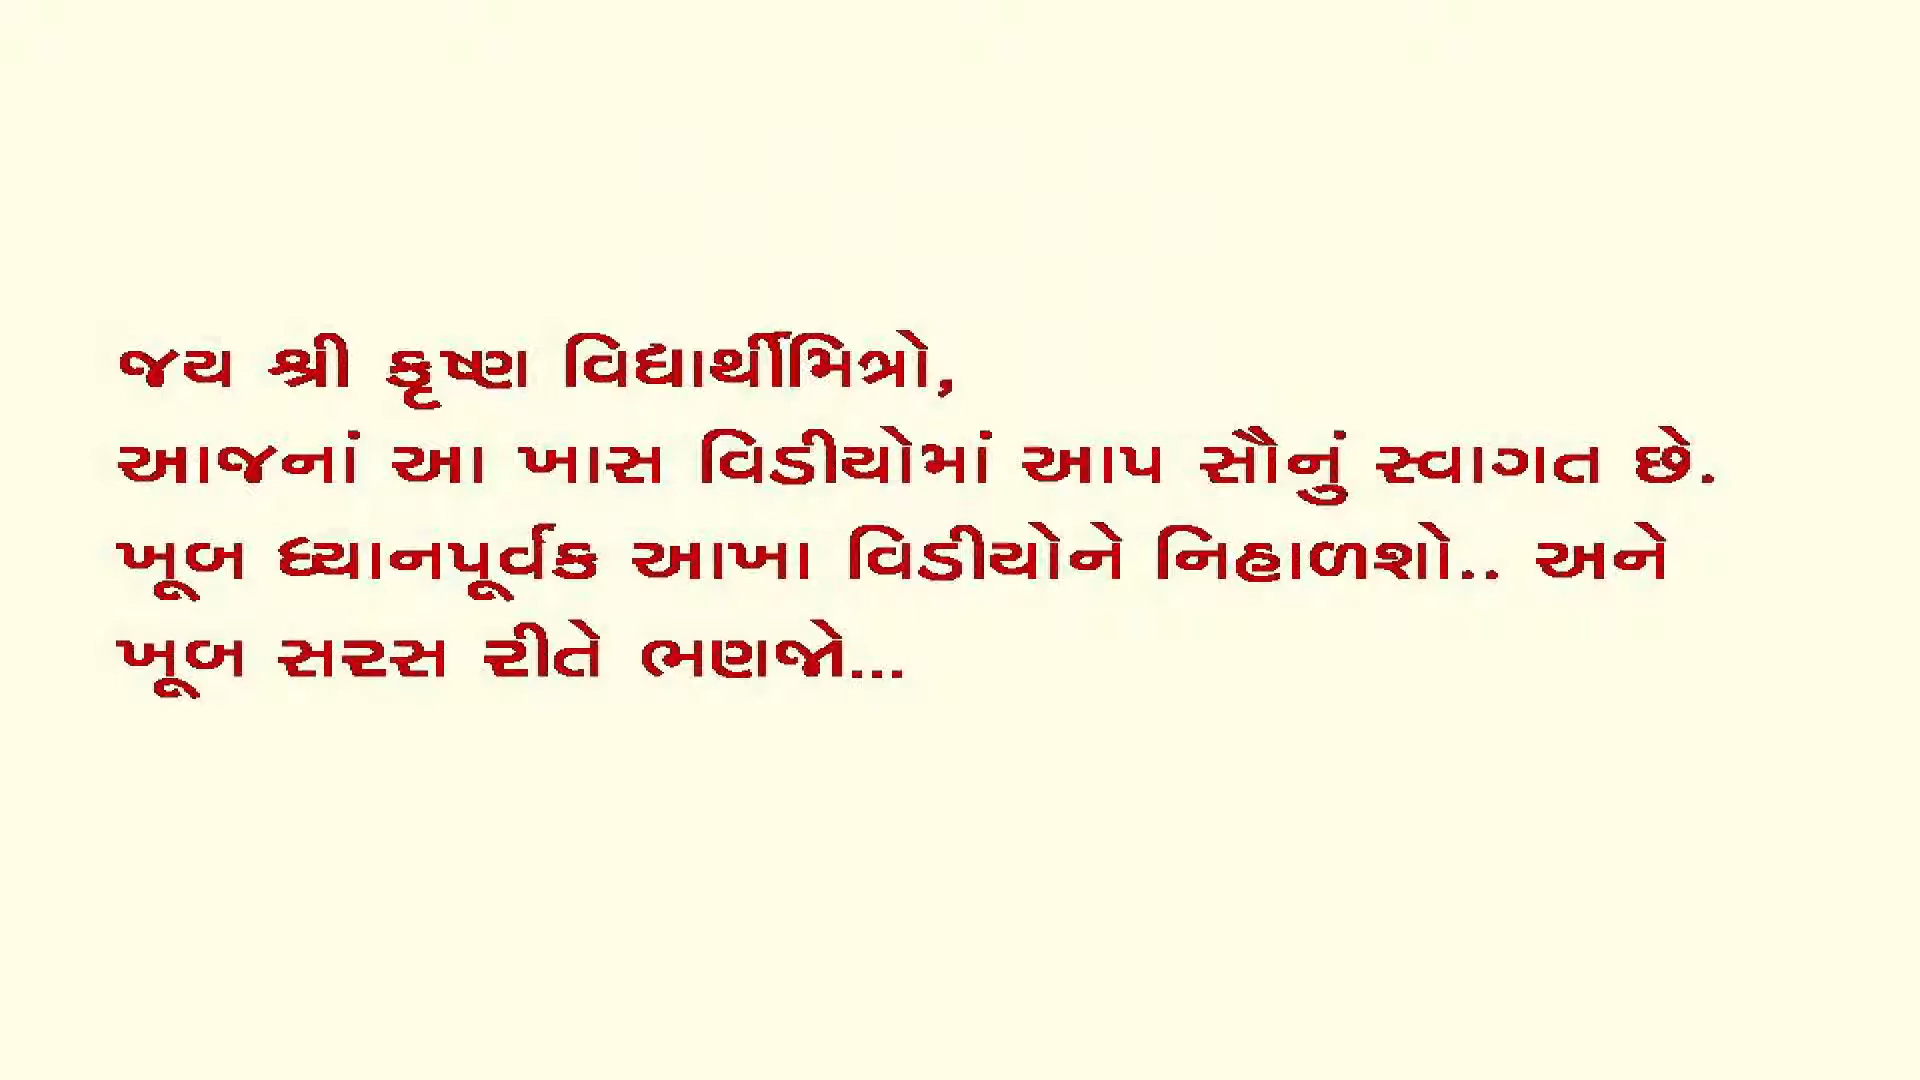 જય શ્રી કૃષ્ણ વિદ્યાર્થીમિત્રો,
આજનાં આ ખાસ વિડીયોમાં આપ સૌનું સ્વાગત છે.
ખૂબ ધ્યાનપૂર્વક આખા વિડીયોને નિહાળશો.. અને
ખૂબ સરસ રીતે ભણજો...